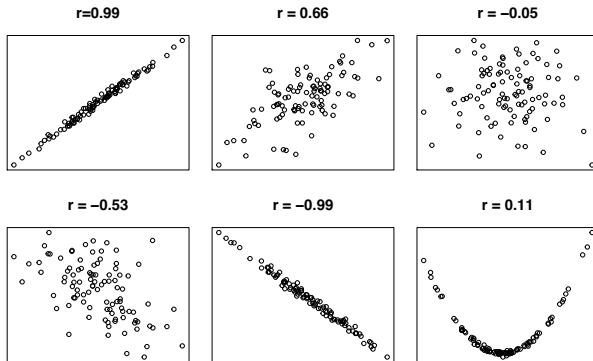 r=0.99
r = 0.66
r = −0.05
r = −0.53
r = −0.99
r = 0.11